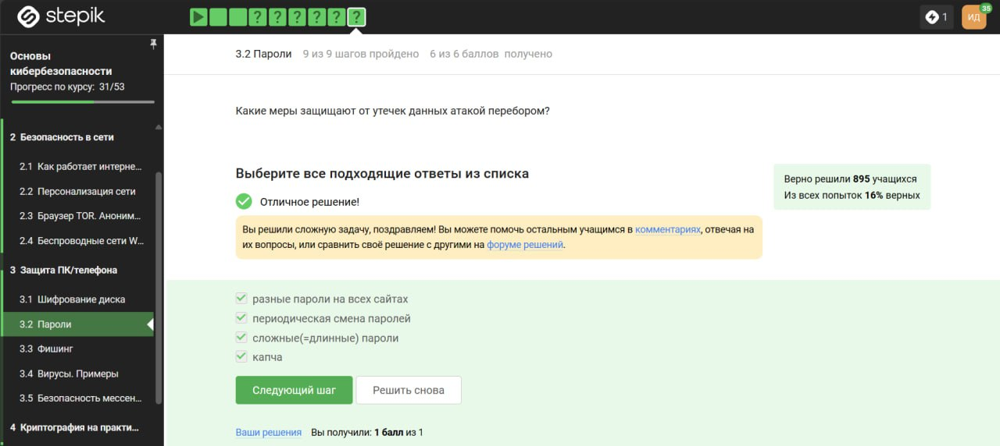 stepik
? ? ? ? ? ?
1
ИД
35
Основы
кибербезопасности
Прогресс по курсу: 31/53
2 Безопасность в сети
2.1 Как работает интерне...
2.2 Персонализация сети
2.3 Браузер TOR. Аноним...
2.4 Беспроводные сети W...
3 Защита ПК/телефона
3.1 Шифрование диска
3.2 Пароли
3.3 Фишинг
3.4 Вирусы. Примеры
3.5 Безопасность мессен...
4 Криптография на практи...
3.2 Пароли 9 из 9 шагов пройдено 6 из 6 баллов получено
Какие меры защищают от утечек данных атакой перебором?
Выберите все подходящие ответы из списка
Отличное решение!
Вы решили сложную задачу, поздравляем! Вы можете помочь остальным учащимся в комментариях, отвечая на
их вопросы, или сравнить своё решение с другими на форуме решений.
Верно решили 895 учащихся
Из всех попыток 16% верных
разные пароли на всех сайтах
периодическая смена паролей
сложные(=длинные) пароли
капча
Следующий шаг
Решить снова
Ваши решения Вы получили: 1 балл из 1